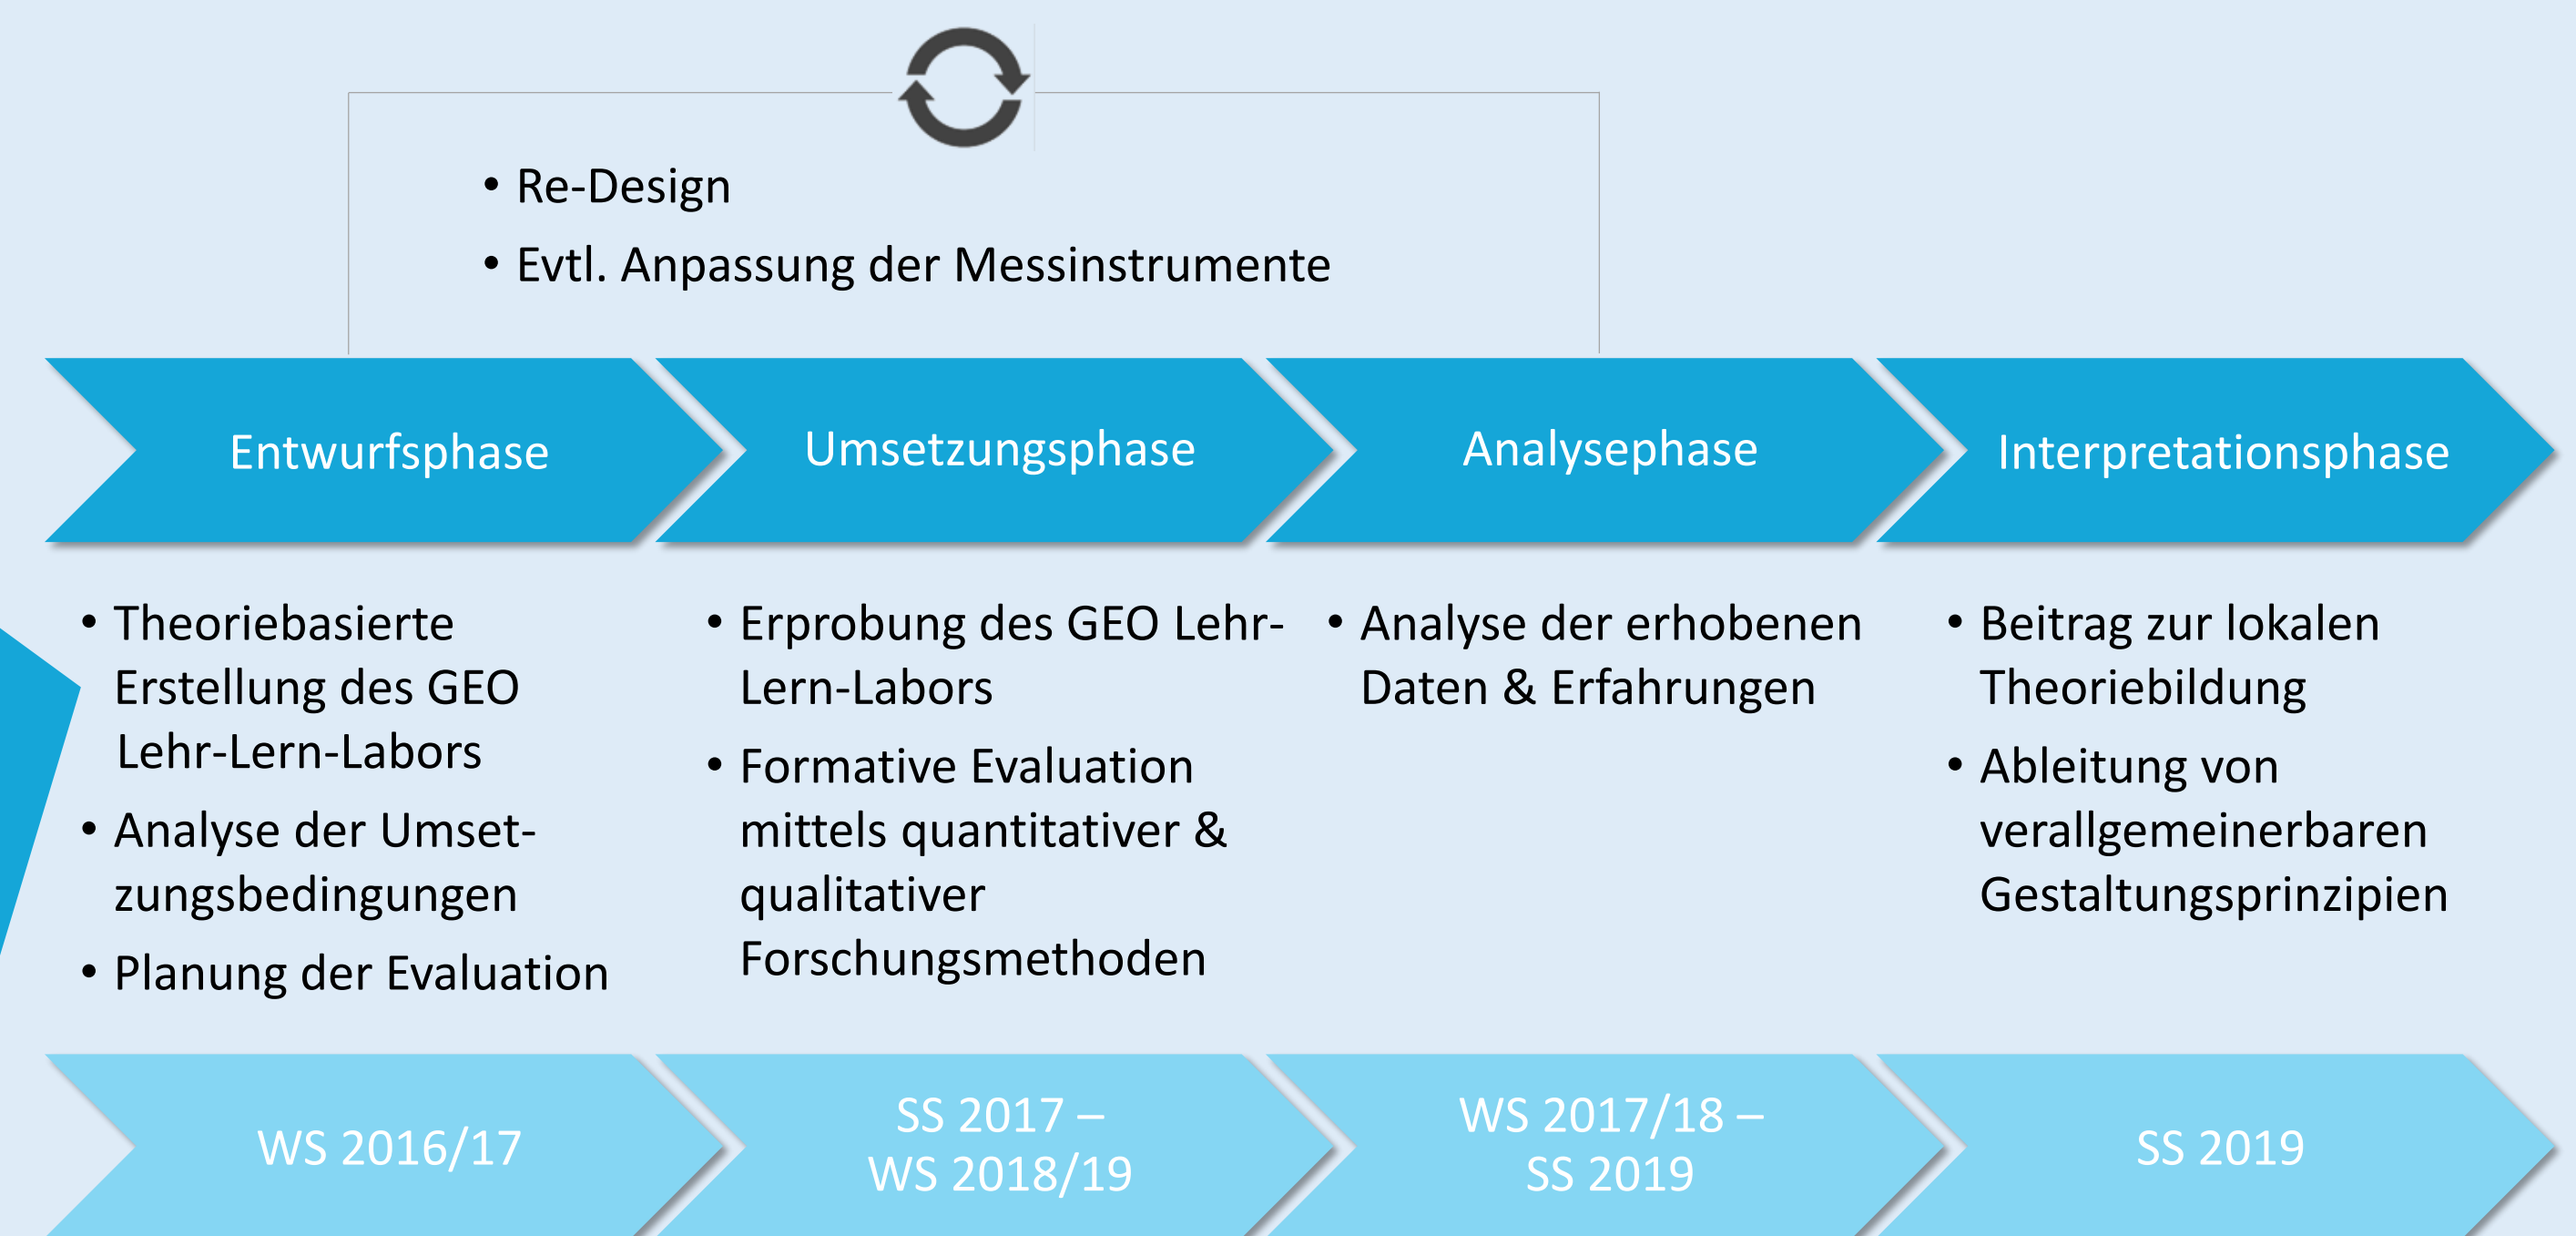 • Re-Design
• Evtl. Anpassung der Messinstrumente
Entwurfsphase
Umsetzungsphase
Analysephase
Interpretationsphase
• Theoriebasierte
Erstellung des GEO
Lehr-Lern-Labors
• Analyse der Umset-
zungsbedingungen
• Planung der Evaluation
• Erprobung des GEO Lehr-
Lern-Labors
• Formative Evaluation
mittels quantitativer &
qualitativer
Forschungsmethoden
• Analyse der erhobenen
Daten & Erfahrungen
• Beitrag zur lokalen
Theoriebildung
• Ableitung von
verallgemeinerbaren
Gestaltungsprinzipien
WS 2016/17
SS 2017 –
WS 2018/19
WS 2017/18 –
SS 2019
SS 2019